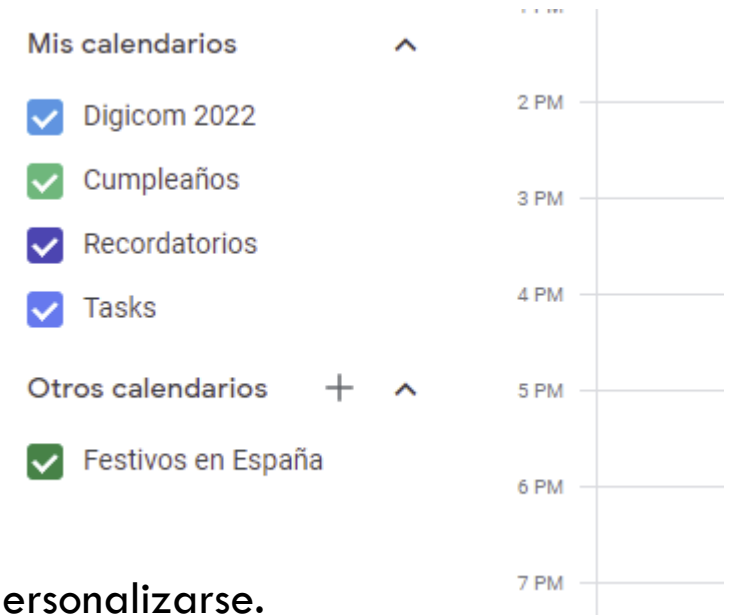 Mis calendarios
Digicom 2022
Cumpleaños
Recordatorios
Tasks
Otros calendarios
Festivos en España
2 PM
3 PM
4 PM
5 PM
6 PM
7 PM
ersonalizarse.